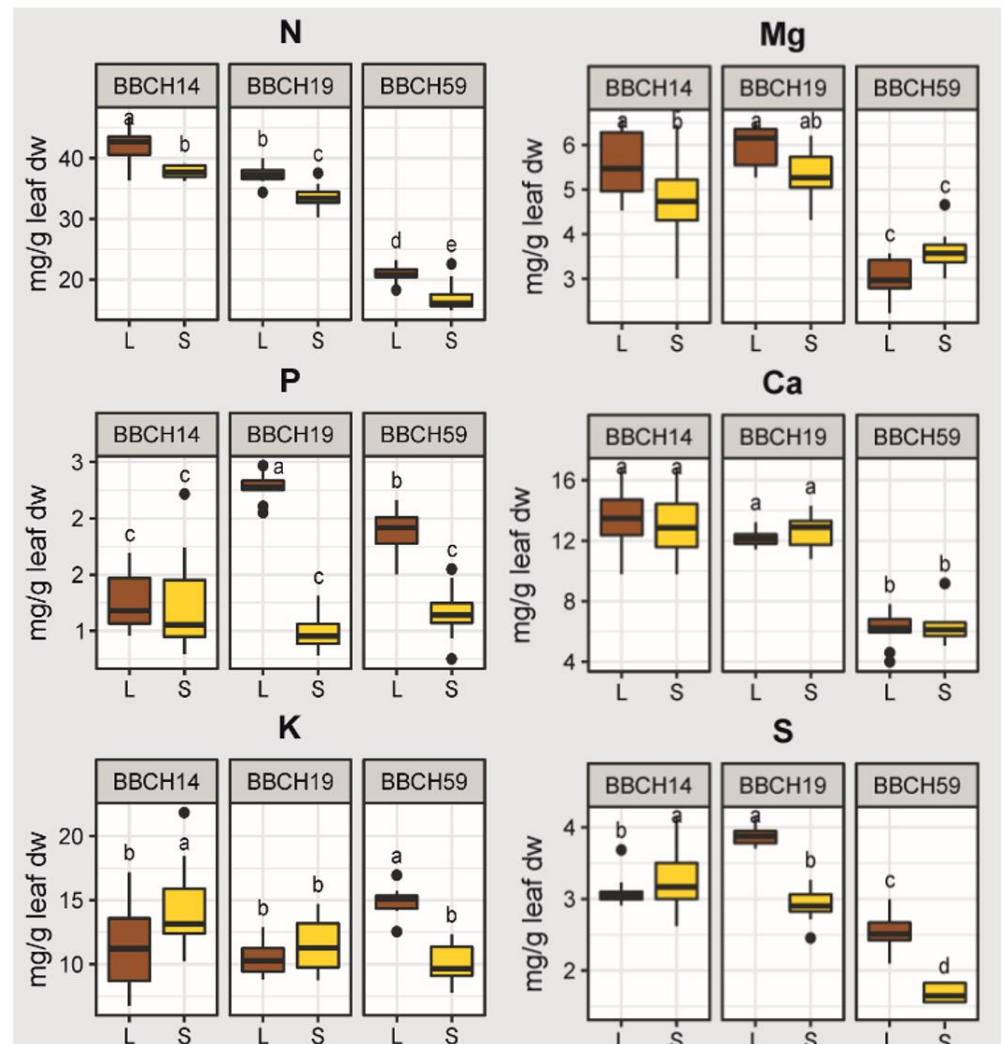 N
BBCH14 BBCH19 BBCH59
mg/g leaf dw
40
30
20
a b b c d e
L S L S L S
Mg
BBCH14 BBCH19 BBCH59
mg/g leaf dw
6
5
4
3
a b a ab c c
L S L S L S
P
BBCH14 BBCH19 BBCH59
mg/g leaf dw
3
2
2
1
c c a c b c
L S L S L S
Ca
BBCH14 BBCH19 BBCH59
mg/g leaf dw
16
12
8
4
a a a a b b
L S L S L S
K
BBCH14 BBCH19 BBCH59
mg/g leaf dw
20
15
10
b a b b a b
L S L S L S
S
BBCH14 BBCH19 BBCH59
mg/g leaf dw
4
3
2
b a a b c d
L S L S L S